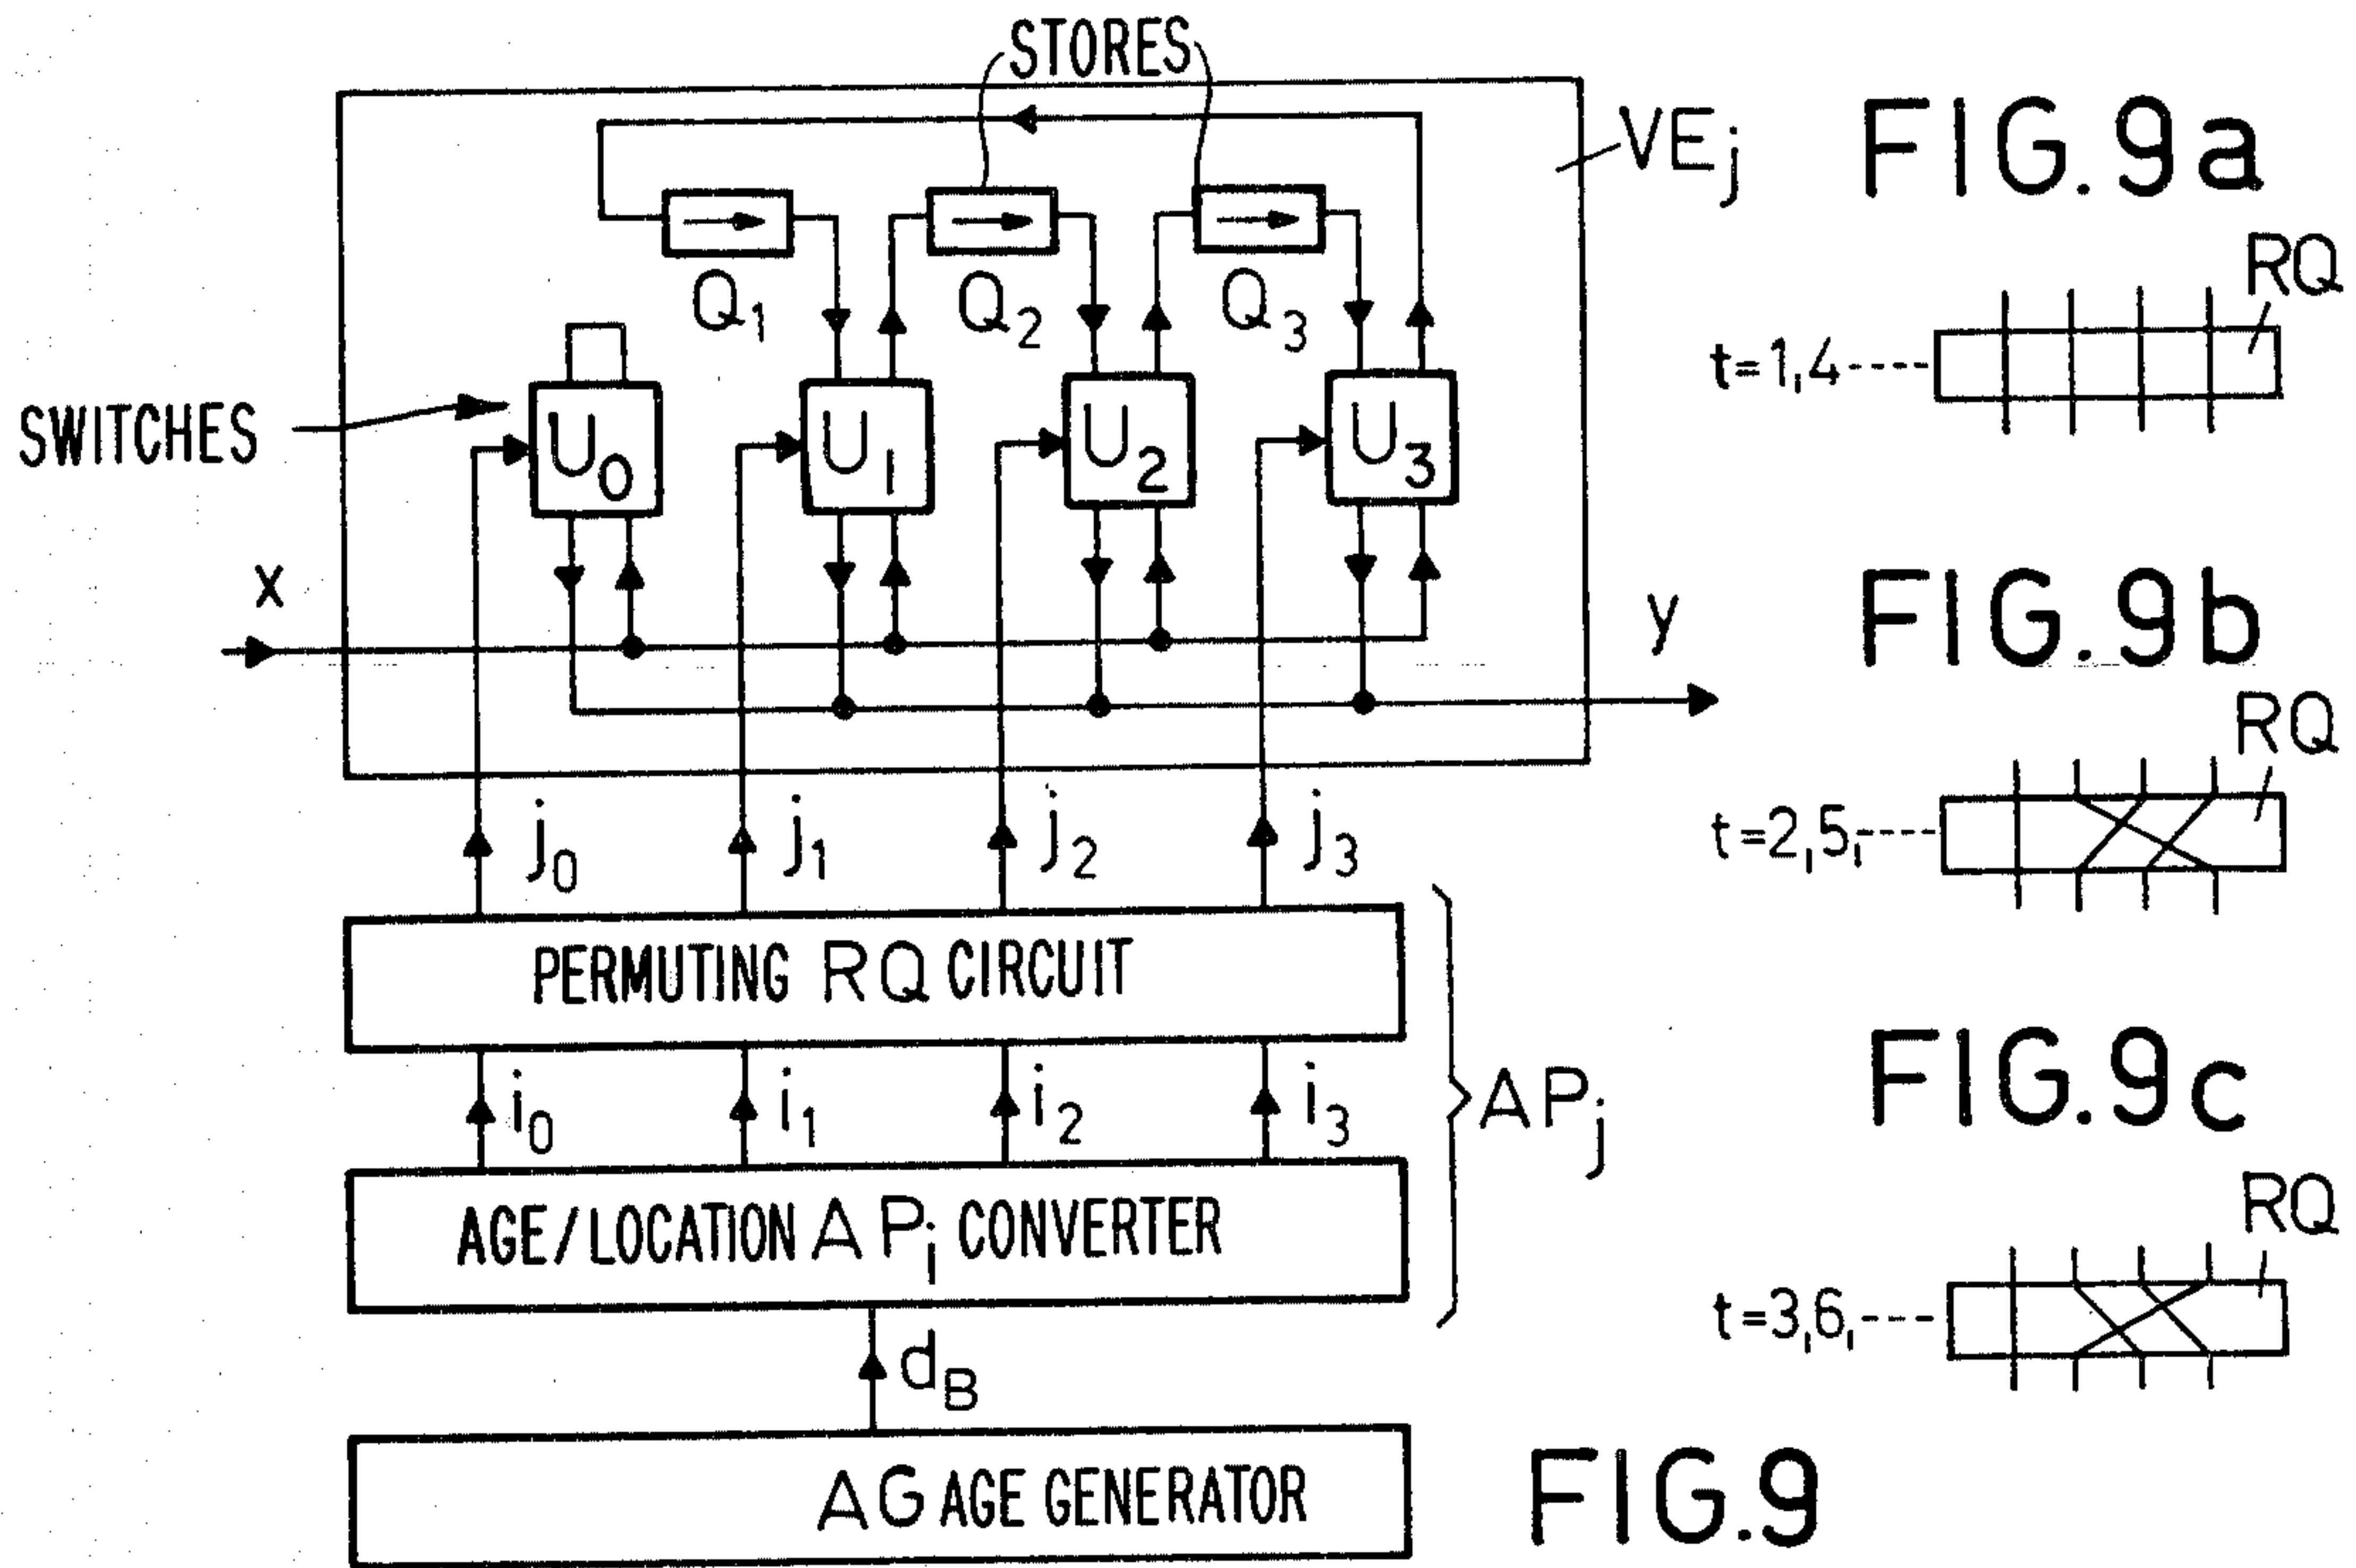 STORES
VEj
FIG.9a
Q1
Q2
Q3
RQ
t=1,4----
SWITCHES
U0
U1
U2
U3
x
y
FIG.9b
RQ
t=2,5,----
j0
j1
j2
j3
PERMUTING RQ CIRCUIT
FIG.9c
i0
i1
i2
i3
APj
RQ
AGE/LOCATION APi CONVERTER
t=3,6,---
dB
AG AGE GENERATOR
FIG.9